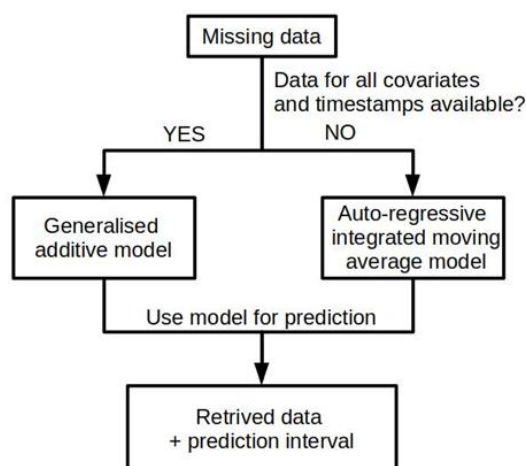 Missing data
Data for all covariates
and timestamps available?
YES
NO
Generalised
additive model
Auto-regressive
integrated moving
average model
Use model for prediction
Retrived data
+ prediction interval